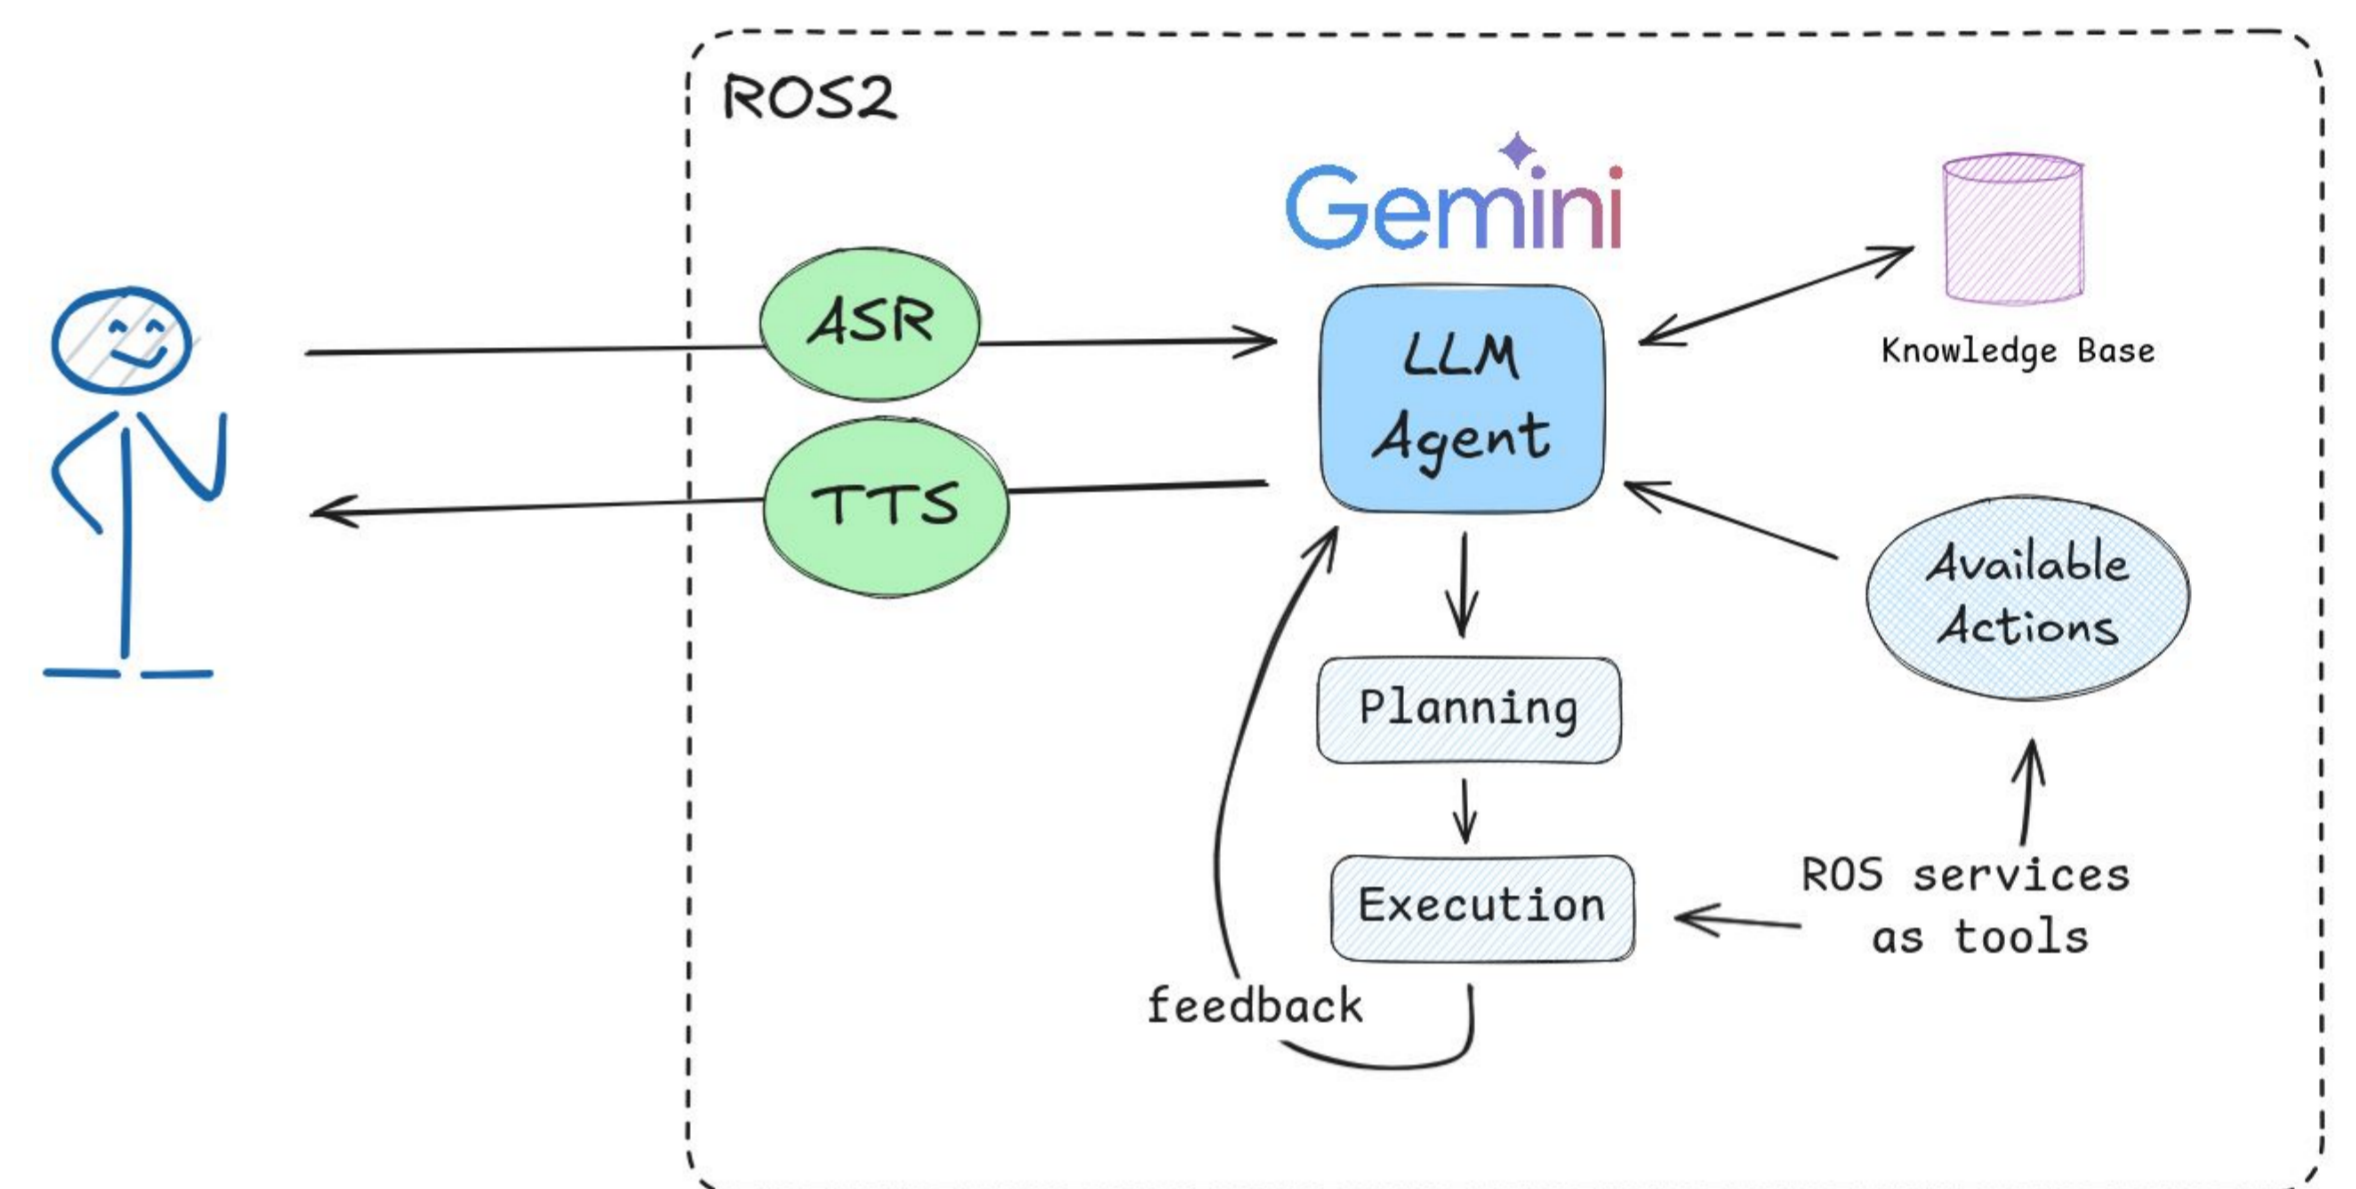 ROS2
Gemini
ASR
LLM
Agent
Knowledge Base
TTS
Available
Actions
Planning
Execution
ROS services
as tools
feedback